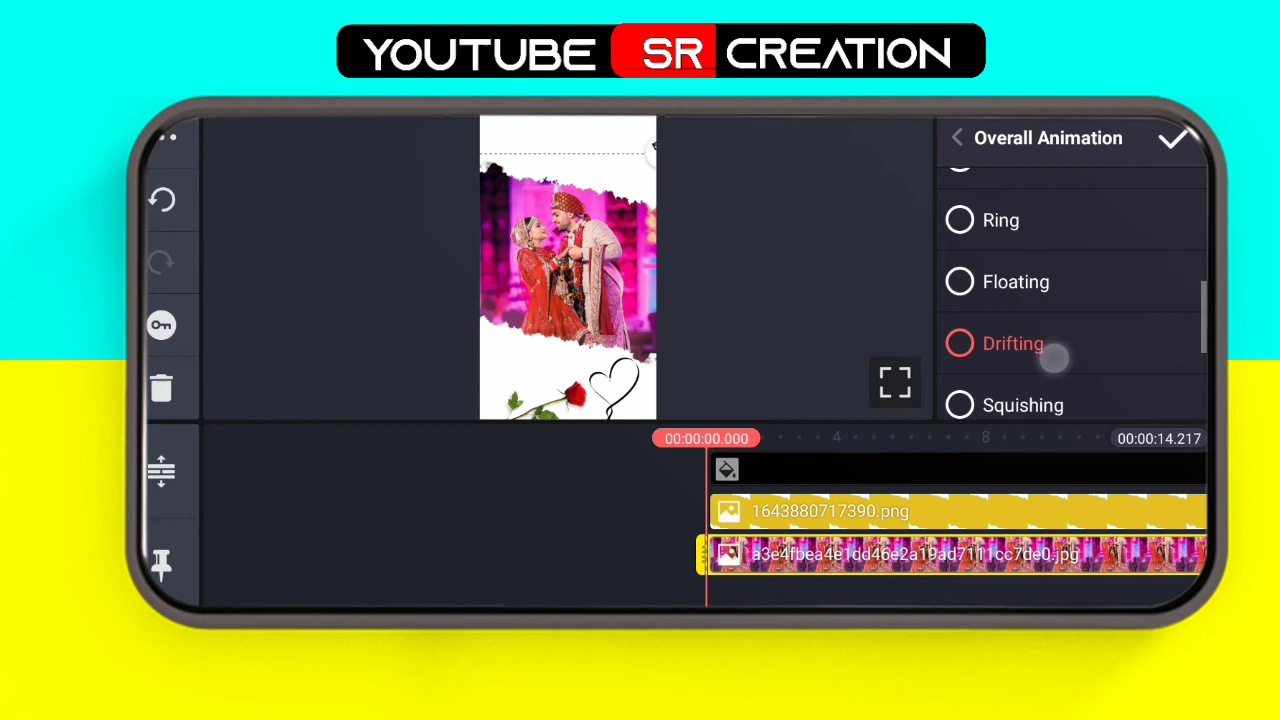 YOUTUBE SR CREATION
Overall Animation
Ring
Floating
Drifting
Squishing
00:00:00.000
4
8
00:00:14.217
1643880717390.png
a3e4fbea4e1dd46e2a19ad7111cc7de0.jpg